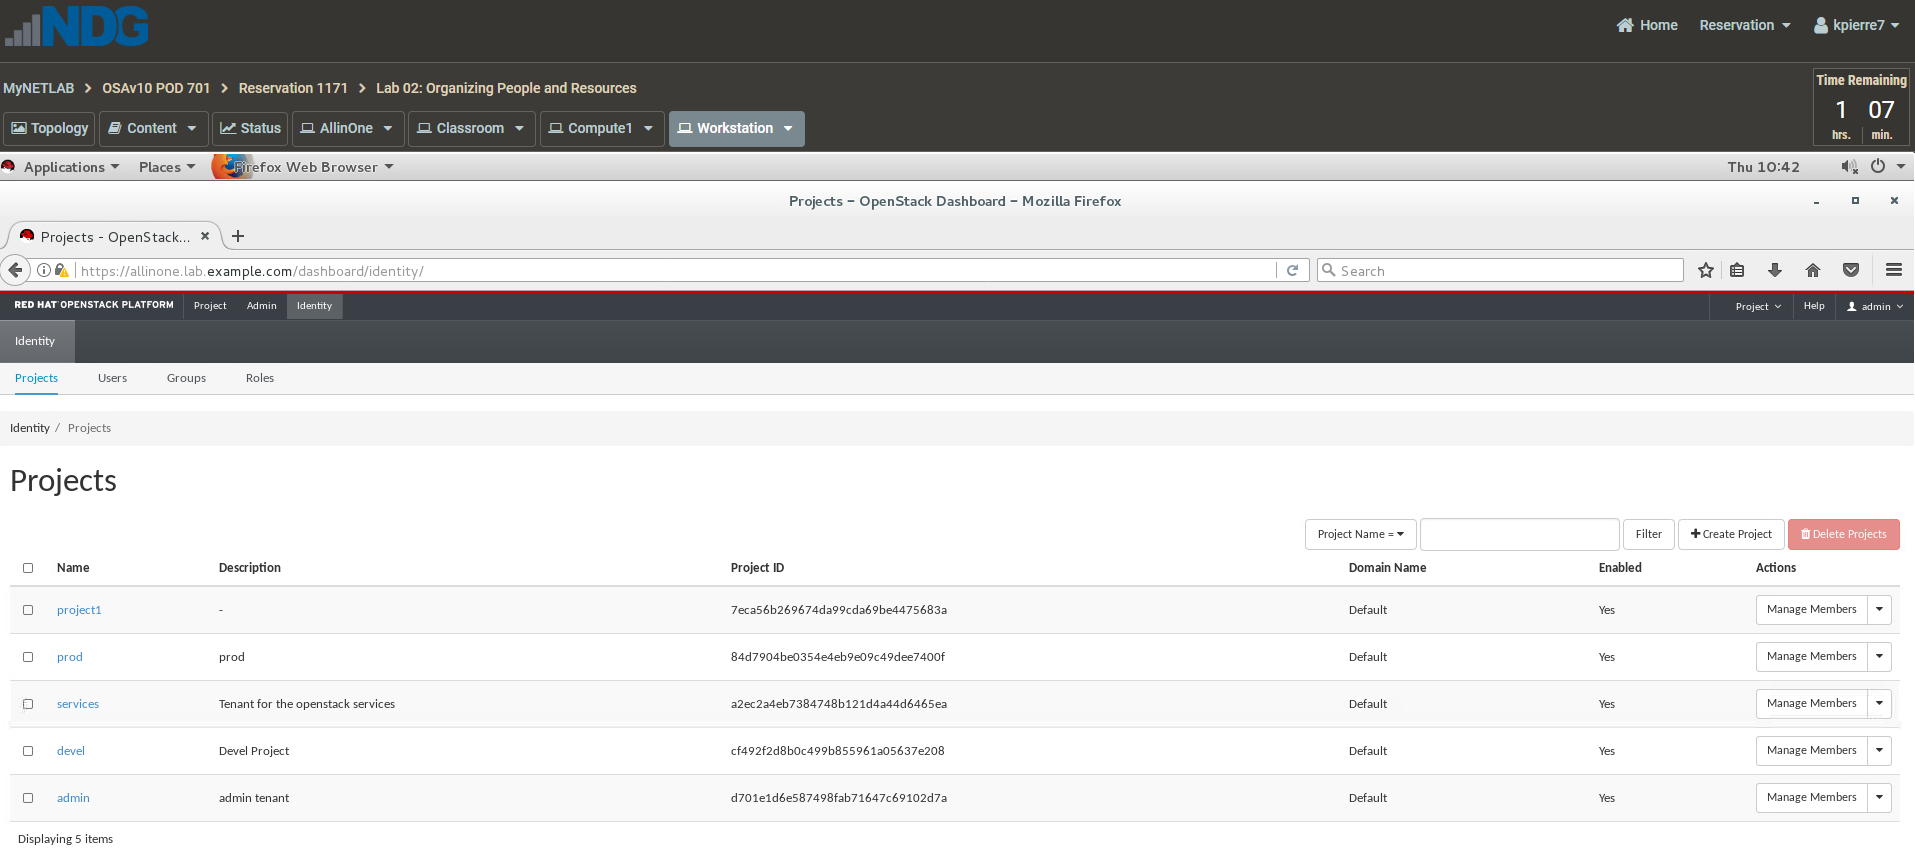 NDG
Home Reservation kpierre7
MyNETLAB > OSAv10 POD 701 > Reservation 1171 > Lab 02: Organizing People and Resources
Time Remaining
1 07
hrs. min.
Topology Content Status AllinOne Classroom Compute1 Workstation
Applications Places Firefox Web Browser Thu 10:42
Projects – OpenStack Dashboard – Mozilla Firefox
Projects - OpenStack...
https://allinone.lab.example.com/dashboard/identity/ Search
RED HAT OPENSTACK PLATFORM Project Admin Identity Project Help admin
Identity
Projects Users Groups Roles
Identity / Projects
Projects
Project Name = Filter Create Project Delete Projects
Name Description Project ID Domain Name Enabled Actions
project1 - 7eca56b269674da99cda69be4475683a Default Yes Manage Members
prod prod 84d7904be0354e4eb9e09c49dee7400f Default Yes Manage Members
services Tenant for the openstack services a2ec2a4eb7384748b121d4a44d6465ea Default Yes Manage Members
devel Devel Project cf492f2d8b0c499b855961a05637e208 Default Yes Manage Members
admin admin tenant d701e1d6e587498fab71647c69102d7a Default Yes Manage Members
Displaying 5 items